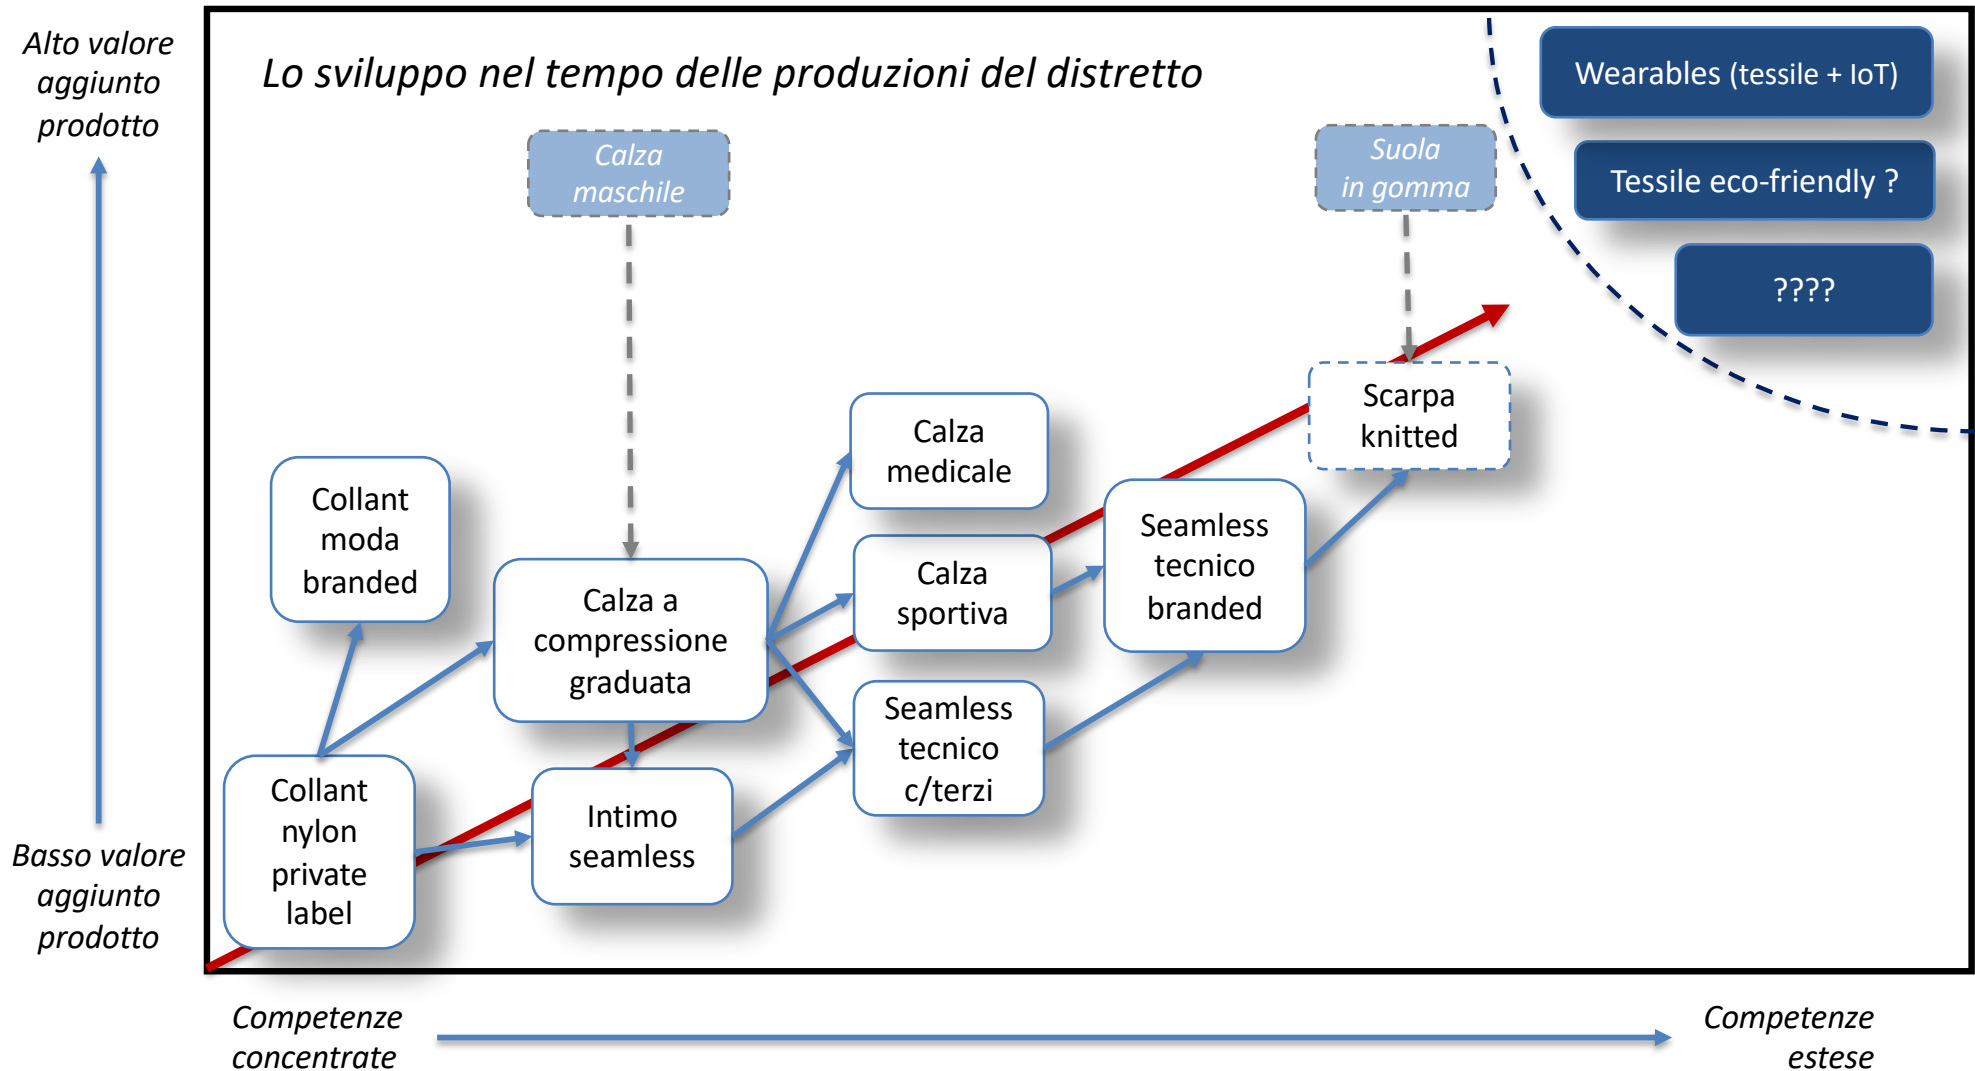 Alto valore
aggiunto
prodotto
Lo sviluppo nel tempo delle produzioni del distretto
Wearables (tessile + IoT)
Tessile eco-friendly ?
????
Calza
maschile
Suola
in gomma
Scarpa
knitted
Calza
medicale
Collant
moda
branded
Seamless
tecnico
branded
Calza
sportiva
Calza a
compressione
graduata
Seamless
tecnico
c/terzi
Collant
nylon
private
label
Intimo
seamless
Basso valore
aggiunto
prodotto
Competenze
concentrate
Competenze
estese